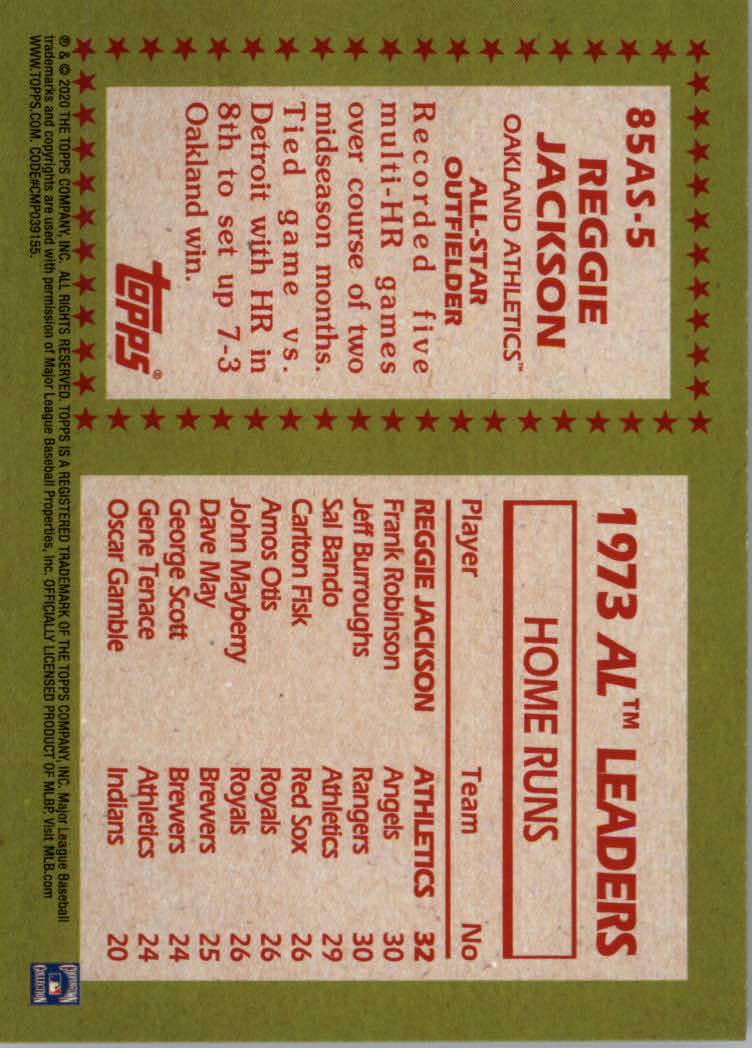 85AS-5
REGGIE
JACKSON
OAKLAND ATHLETICS™
ALL-STAR
OUTFIELDER
Recorded five
multi-HR games
over course of two
midseason months.
Tied game vs.
Detroit with HR in
8th to set up 7-3
Oakland win.
topps®
1973 AL™ LEADERS
HOME RUNS
Player Team No
REGGIE JACKSON ATHLETICS 32
Frank Robinson Angels 30
Jeff Burroughs Rangers 30
Sal Bando Athletics 29
Carlton Fisk Red Sox 26
Amos Otis Royals 26
John Mayberry Royals 26
Dave May Brewers 25
George Scott Brewers 24
Gene Tenace Athletics 24
Oscar Gamble Indians 20
® & © 2020 THE TOPPS COMPANY, INC. ALL RIGHTS RESERVED. TOPPS IS A REGISTERED TRADEMARK OF THE TOPPS COMPANY, INC. Major League Baseball
trademarks and copyrights are used with permission of Major League Baseball Properties, Inc. OFFICIALLY LICENSED PRODUCT OF MLBP. Visit MLB.com
WWW.TOPPS.COM. CODE#CMP039155.
COOPERSTOWN
COLLECTION